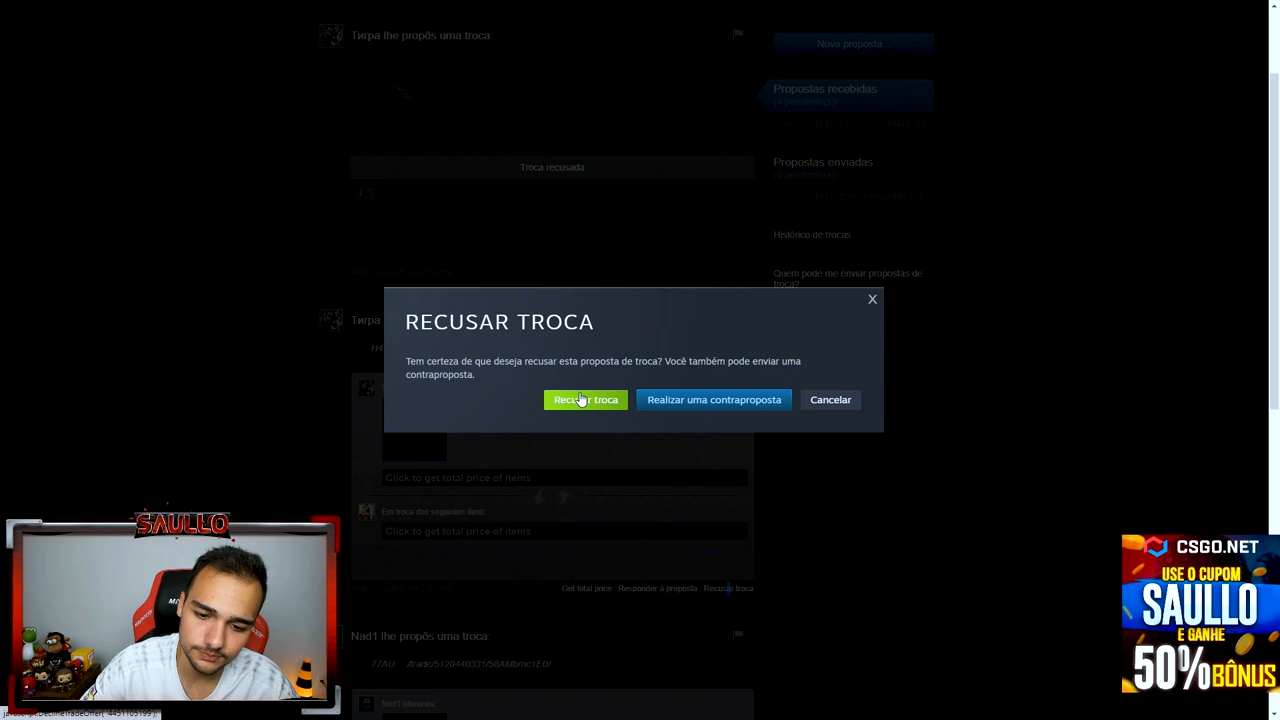 Тирpa lhe propôs uma troca:
Nova proposta...
Propostas recebidas
Troca recusada
Propostas enviadas
Histórico de trocas
Quem pode me enviar propostas de
troca?
Тирpa
X
RECUSAR TROCA
Tem certeza de que deseja recusar esta proposta de troca? Você também pode enviar uma
contraproposta.
Recusar troca
Realizar uma contraproposta
Cancelar
Click to get total price of items
Em troca dos seguintes itens:
Click to get total price of items
Get total price
Responder à proposta
Recusar troca
Nad1 lhe propôs uma troca:
Nad1 ofereceu:
SAULLO
CSGO.NET
USE O CUPOM
SAULLO
E GANHE
50% BÔNUS